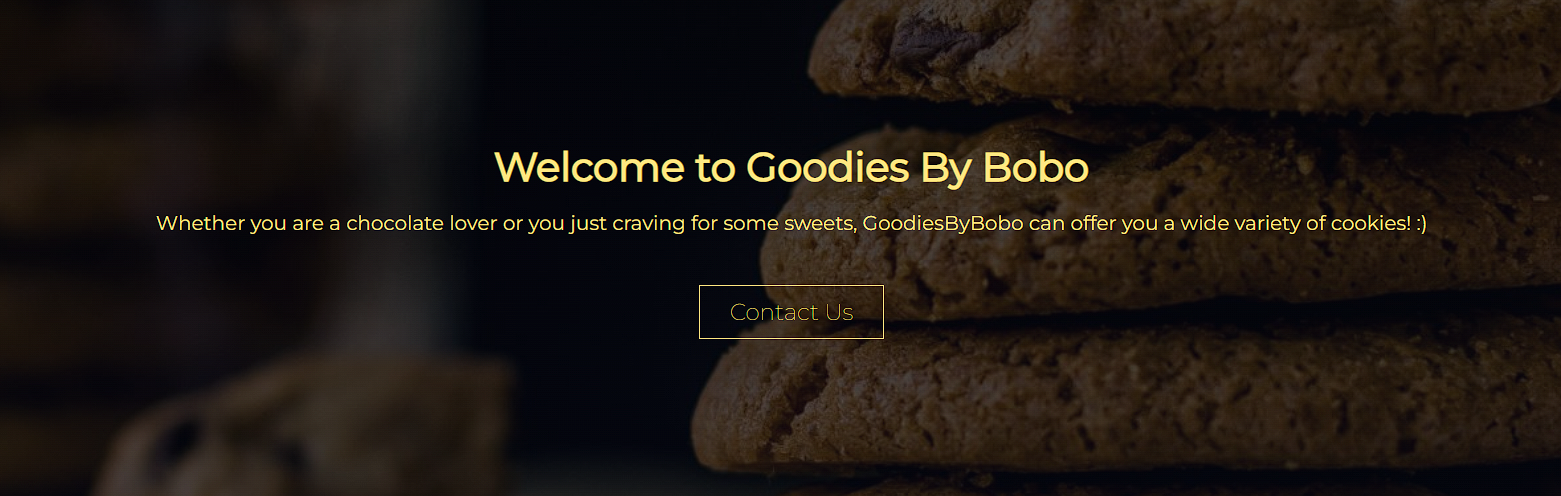 Welcome to Goodies By Bobo
Whether you are a chocolate lover or you just craving for some sweets, GoodiesByBobo can offer you a wide variety of cookies! :)
Contact Us